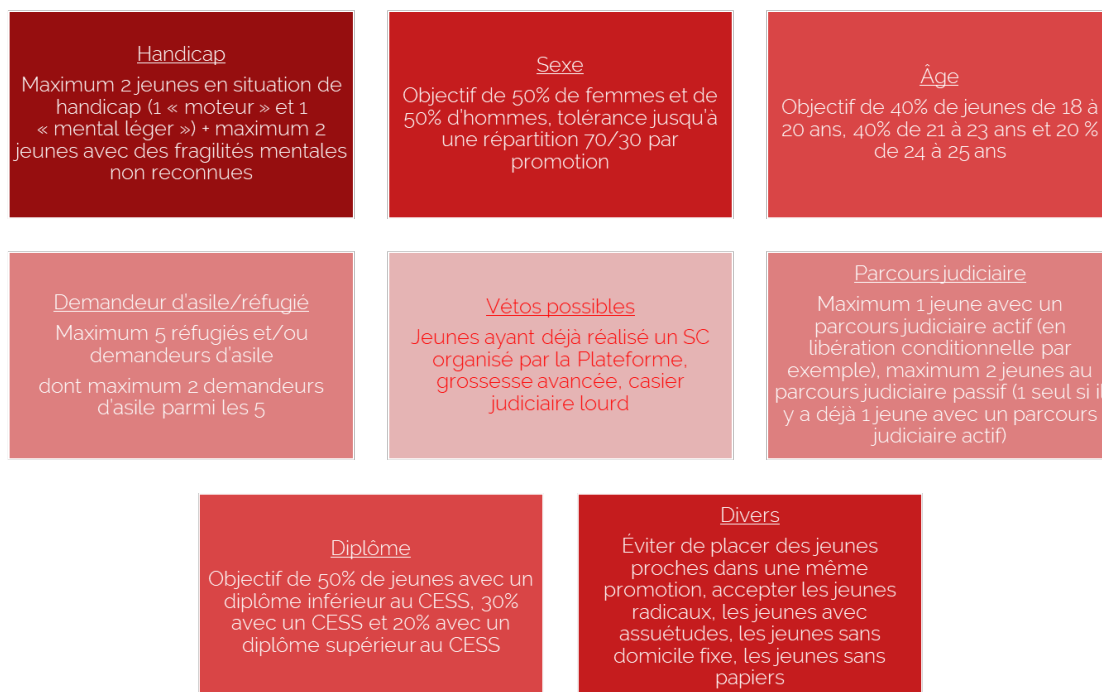 Handicap
Maximum 2 jeunes en situation de
handicap (1 « moteur » et 1
« mental léger ») + maximum 2
jeunes avec des fragilités mentales
non reconnues
Sexe
Objectif de 50% de femmes et de
50% d'hommes, tolérance jusqu'à
une répartition 70/30 par
promotion
Âge
Objectif de 40% de jeunes de 18 à
20 ans, 40% de 21 à 23 ans et 20 %
de 24 à 25 ans
Demandeur d'asile/réfugié
Maximum 5 réfugiés et/ou
demandeurs d'asile
dont maximum 2 demandeurs
d'asile parmi les 5
Vétos possibles
Jeunes ayant déjà réalisé un SC
organisé par la Plateforme,
grossesse avancée, casier
judiciaire lourd
Parcours judiciaire
Maximum 1 jeune avec un
parcours judiciaire actif (en
libération conditionnelle par
exemple), maximum 2 jeunes au
parcours judiciaire passif (1 seul si il
y a déjà 1 jeune avec un parcours
judiciaire actif)
Diplôme
Objectif de 50% de jeunes avec un
diplôme inférieur au CESS, 30%
avec un CESS et 20% avec un
diplôme supérieur au CESS
Divers
Éviter de placer des jeunes
proches dans une même
promotion, accepter les jeunes
radicaux, les jeunes avec
assuétudes, les jeunes sans
domicile fixe, les jeunes sans
papiers